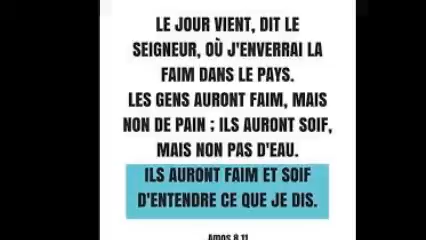 LE JOUR VIENT, DIT LE
SEIGNEUR, OÙ J'ENVERRAI LA
FAIM DANS LE PAYS.
LES GENS AURONT FAIM, MAIS
NON DE PAIN ; ILS AURONT SOIF,
MAIS NON PAS D'EAU.
ILS AURONT FAIM ET SOIF
D'ENTENDRE CE QUE JE DIS.
Amos 8.11